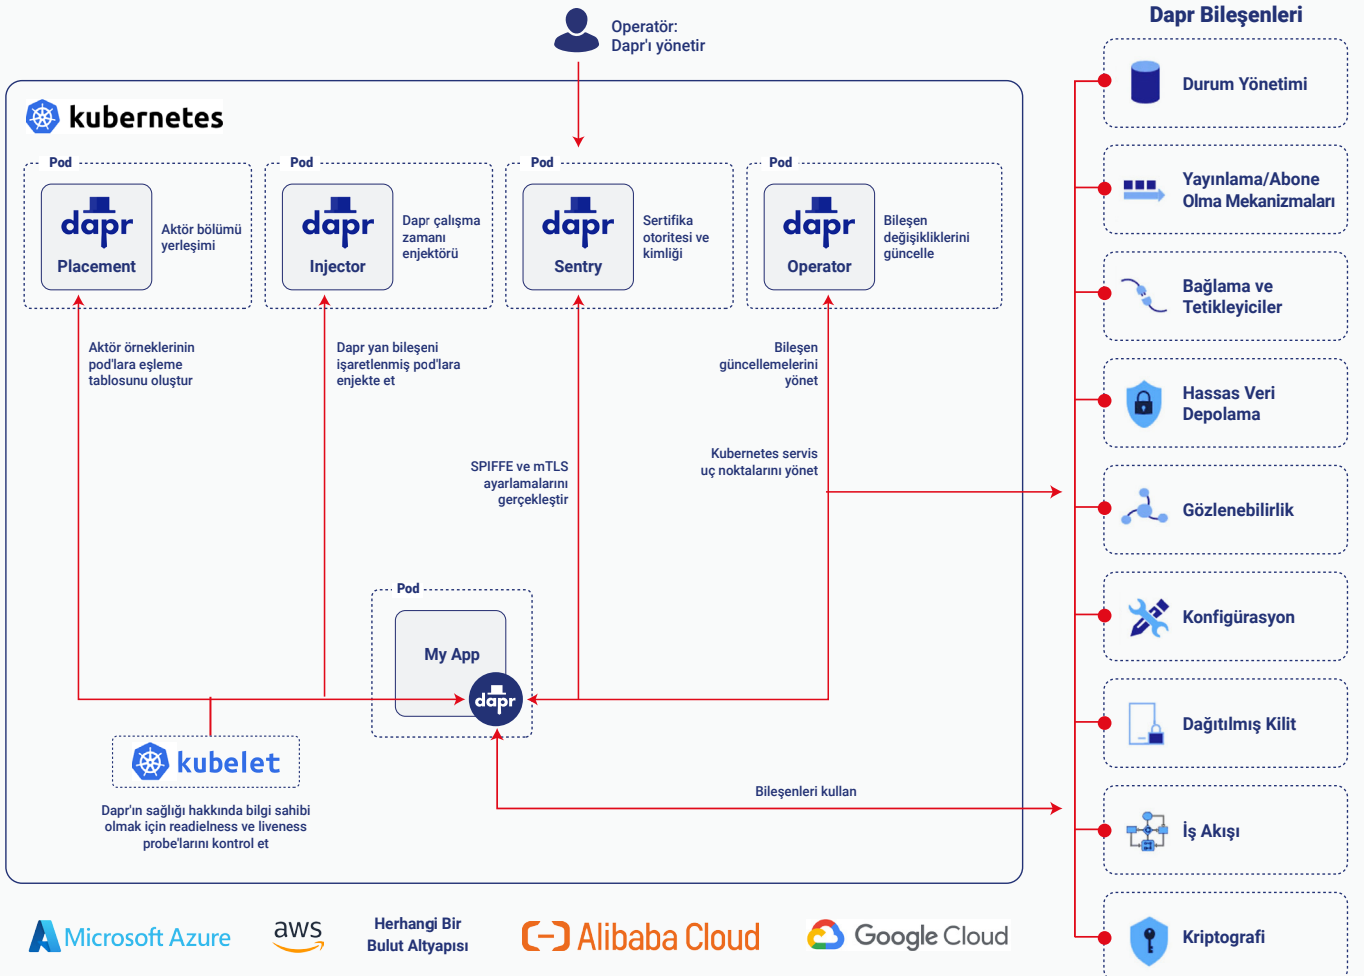 Operatör:
Dapr'ı yönetir
Dapr Bileşenleri
kubernetes
Pod
dapr
Placement
Aktör bölümü
yerleşimi
Pod
dapr
Injector
Dapr çalışma
zamanı
enjektörü
Pod
dapr
Sentry
Sertifika
otoritesi ve
kimliği
Pod
dapr
Operator
Bileşen
değişikliklerini
güncelle
Aktör örneklerinin
pod'lara eşleme
tablosunu oluştur
Dapr yan bileşeni
işaretlenmiş pod'lara
enjekte et
SPIFFE ve mTLS
ayarlamalarını
gerçekleştir
Bileşen
güncellemelerini
yönet
Kubernetes servis
uç noktalarını yönet
Pod
My App
dapr
kubelet
Dapr'ın sağlığı hakkında bilgi sahibi
olmak için readielness ve liveness
probe'larını kontrol et
Bileşenleri kullan
Durum Yönetimi
Yayınlama/Abone
Olma Mekanizmaları
Bağlama ve
Tetikleyiciler
Hassas Veri
Depolama
Gözlenebilirlik
Konfigürasyon
Dağıtılmış Kilit
İş Akışı
Kriptografi
Microsoft Azure
aws
Herhangi Bir
Bulut Altyapısı
Alibaba Cloud
Google Cloud